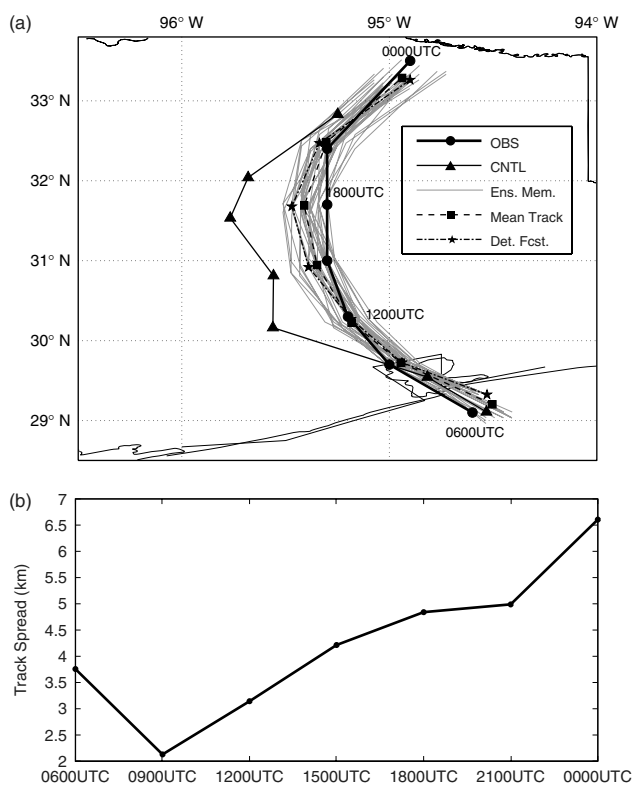 (a)
96° W
95° W
94° W
33° N
32° N
31° N
30° N
29° N
0000UTC
1800UTC
1200UTC
0600UTC
OBS
CNTL
Ens. Mem.
Mean Track
Det. Fcst.
(b)
Track Spread (km)
7
6.5
6
5.5
5
4.5
4
3.5
3
2.5
2
0600UTC
0900UTC
1200UTC
1500UTC
1800UTC
2100UTC
0000UTC